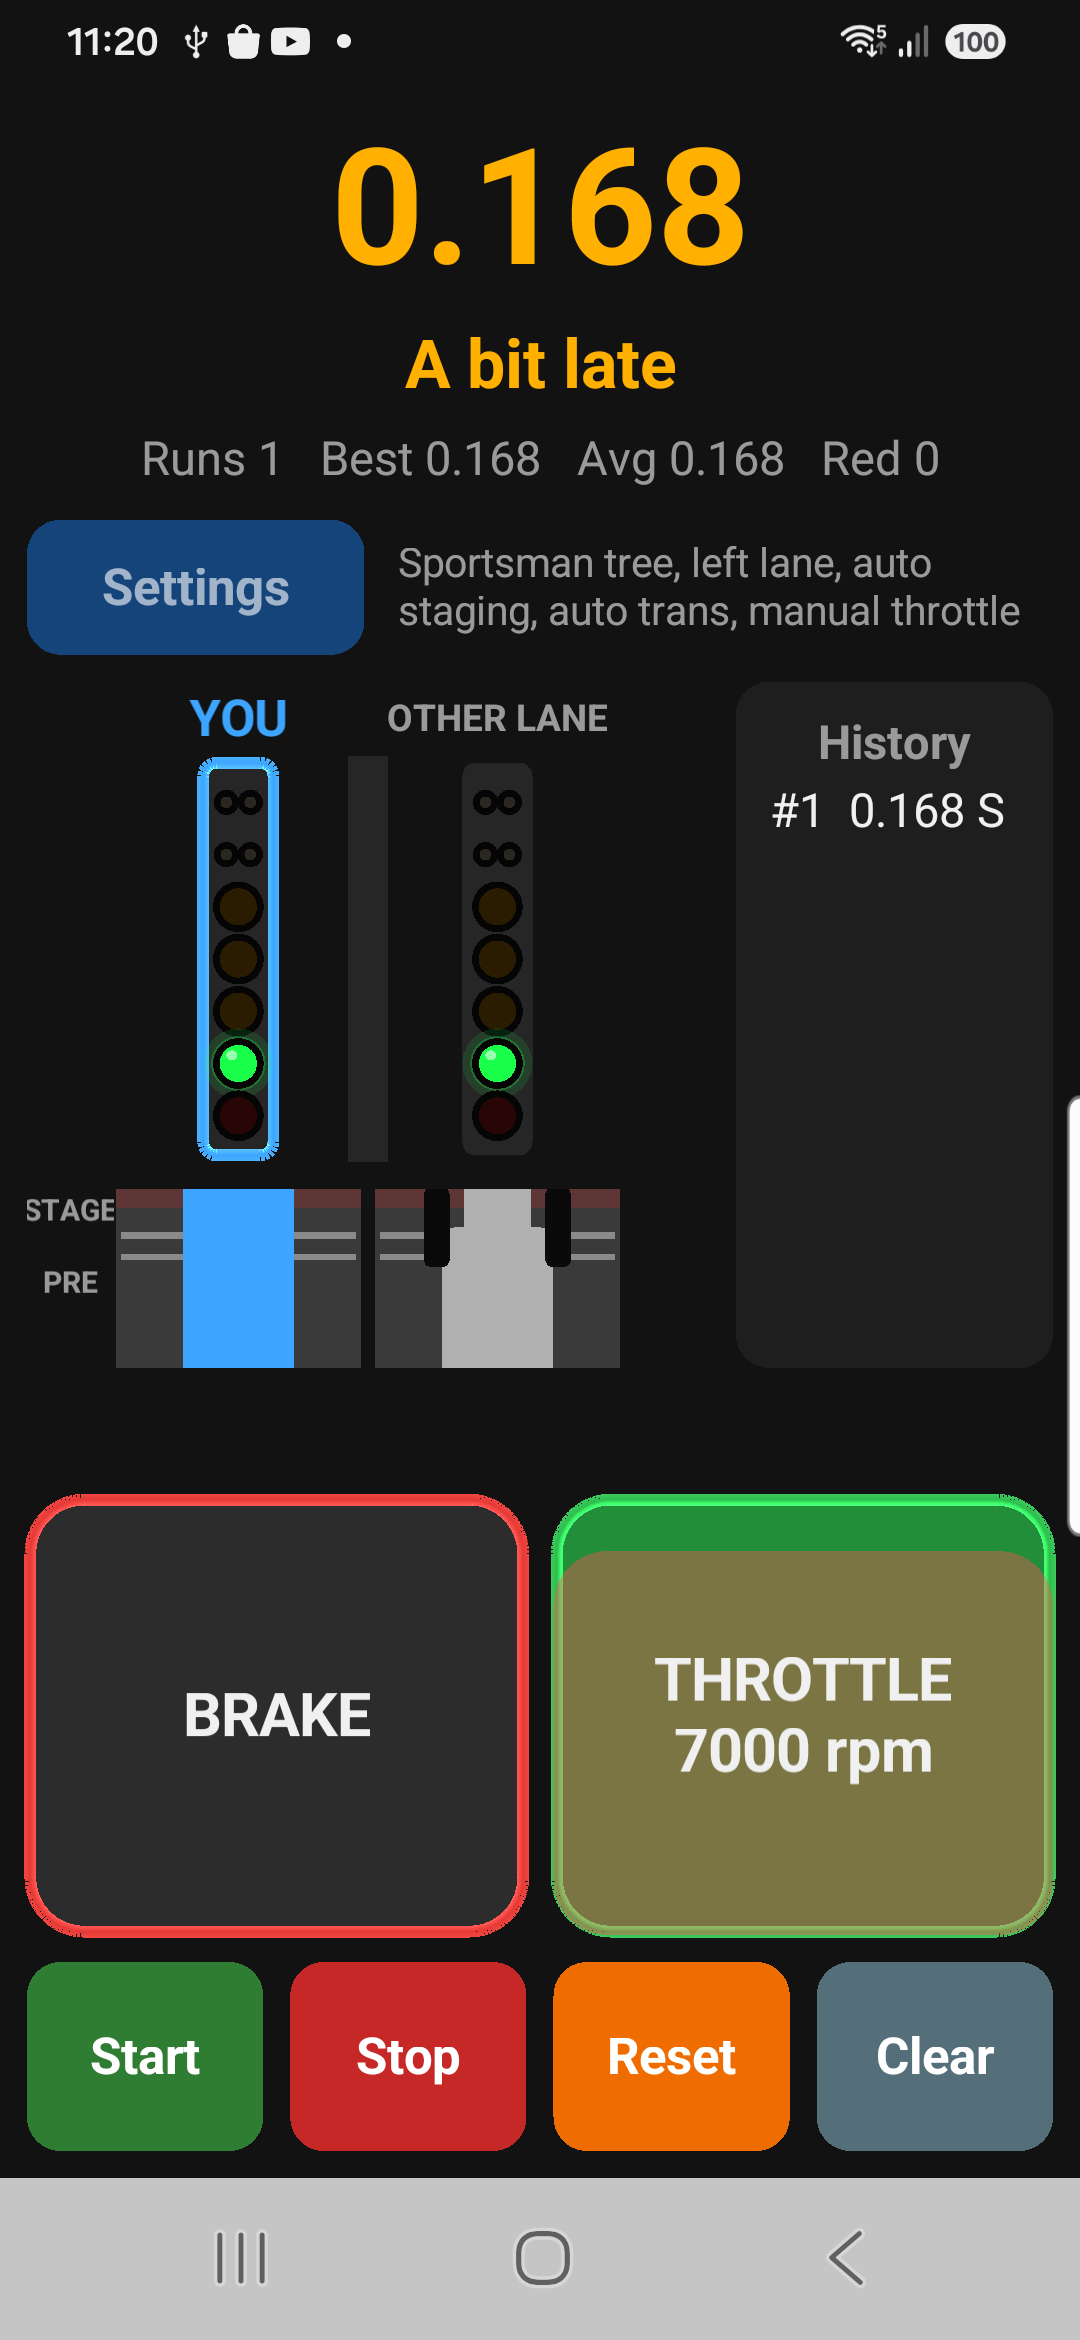 11:20
5
100
0.168
A bit late
Runs 1 Best 0.168 Avg 0.168 Red 0
Settings
Sportsman tree, left lane, auto
staging, auto trans, manual throttle
YOU
OTHER LANE
History
#1 0.168 S
STAGE
PRE
BRAKE
THROTTLE
7000 rpm
Start
Stop
Reset
Clear